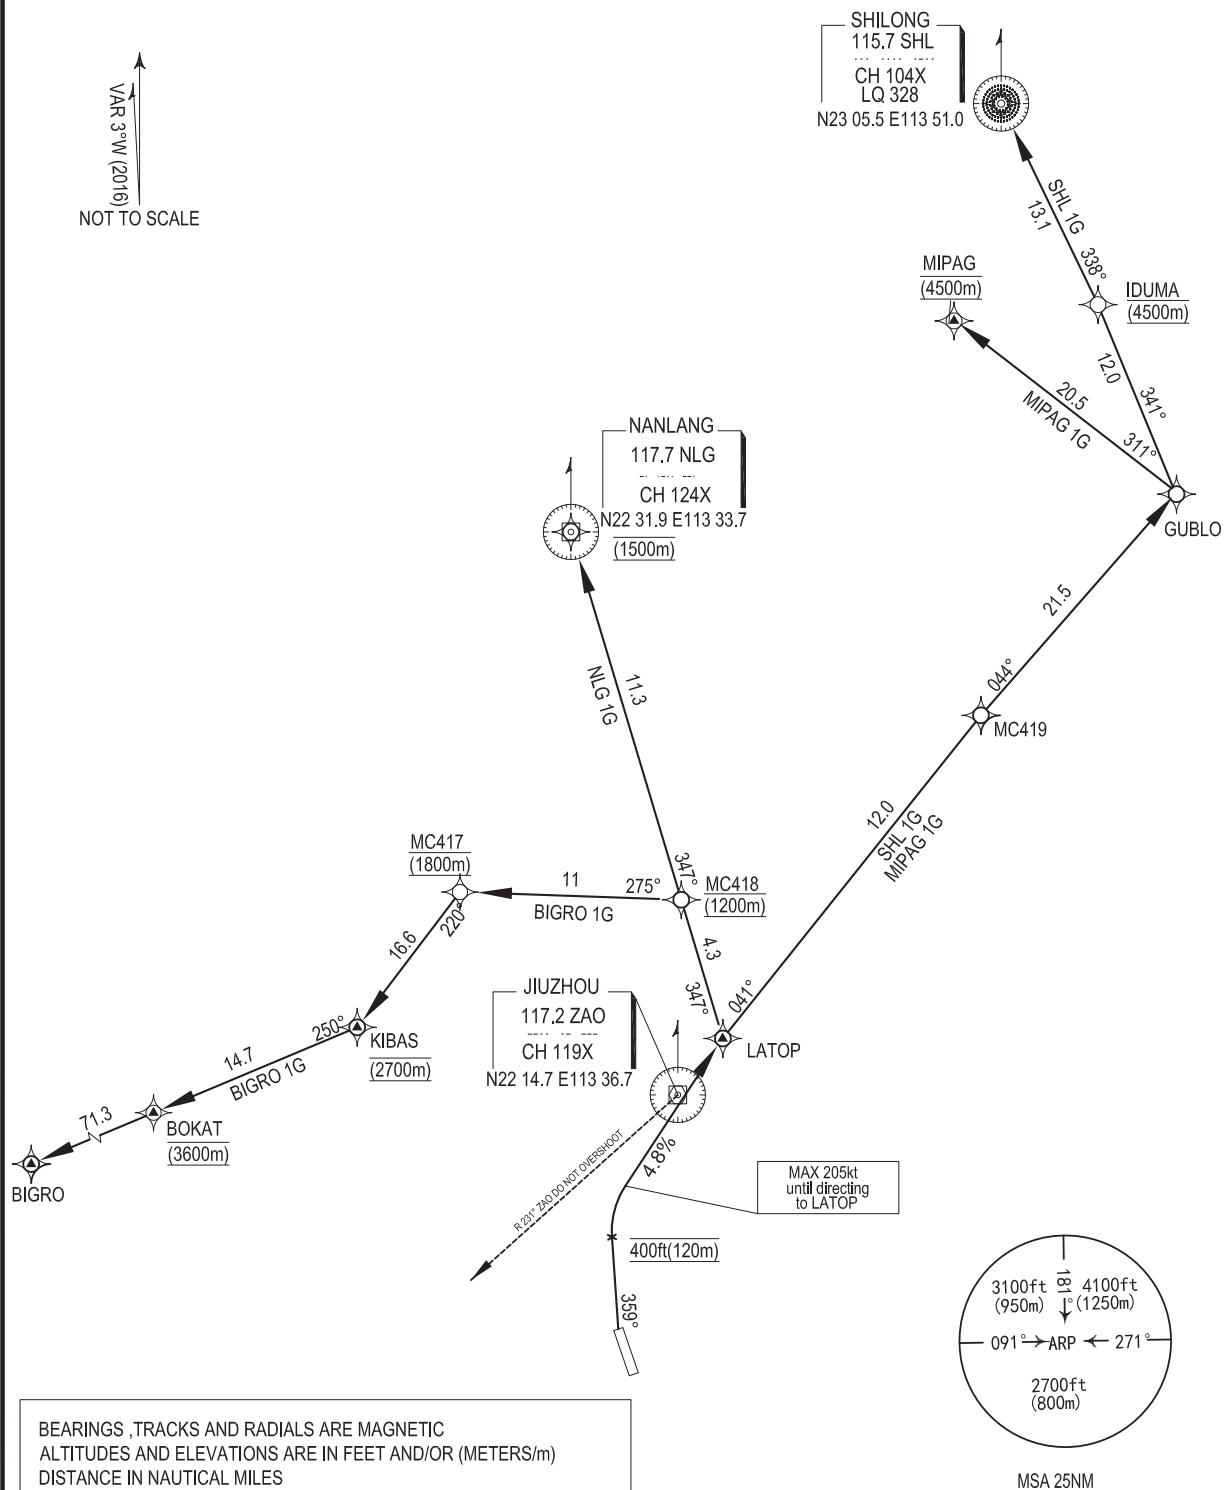 SHILONG
115.7 SHL
CH 104X
LQ 328
N23 05.5 E113 51.0
VAR 3°W (2016)
NOT TO SCALE
SHL 1G
13.1
338°
MIPAG
(4500m)
IDUMA
(4500m)
12.0
341°
20.5
MIPAG 1G
311°
GUBLO
NANLANG
117.7 NLG
CH 124X
N22 31.9 E113 33.7
(1500m)
21.5
044°
MC419
NLG 1G
11.3
12.0
SHL 1G
MIPAG 1G
MC417
(1800m)
11
275°
BIGRO 1G
347°
MC418
(1200m)
220°
16.6
4.3
347°
041°
LATOP
JIUZHOU
117.2 ZAO
CH 119X
N22 14.7 E113 36.7
250°
KIBAS
(2700m)
14.7
BIGRO 1G
71.3
BOKAT
(3600m)
BIGRO
R 231° ZAO DO NOT OVERSHOOT
4.8%
MAX 205kt
until directing
to LATOP
400ft(120m)
359°
3100ft
(950m)
181°
4100ft
(1250m)
091°
ARP
271°
2700ft
(800m)
MSA 25NM
BEARINGS ,TRACKS AND RADIALS ARE MAGNETIC
ALTITUDES AND ELEVATIONS ARE IN FEET AND/OR (METERS/m)
DISTANCE IN NAUTICAL MILES